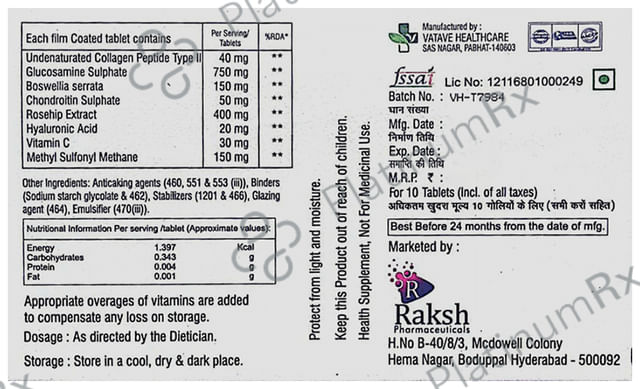 Each film Coated tablet contains Per Serving/ Tablets %RDA*
Undenaturated Collagen Peptide Type II 40 mg **
Glucosamine Sulphate 750 mg **
Boswellia serrata 150 mg **
Chondroitin Sulphate 50 mg **
Rosehip Extract 400 mg **
Hyaluronic Acid 20 mg **
Vitamin C 30 mg **
Methyl Sulfonyl Methane 150 mg **
Other Ingredients: Anticaking agents (460, 551 & 553 (iii)), Binders
(Sodium starch glycolate & 462), Stabilizers (1201 & 466), Glazing
agent (464), Emulsifier (470(iii)).
Nutritional Information Per serving /tablet (Approximate values):
Energy 1.397 Kcal
Carbohydrates 0.343 g
Protein 0.004 g
Fat 0.001 g
Appropriate overages of vitamins are added
to compensate any loss on storage.
Dosage : As directed by the Dietician.
Storage : Store in a cool, dry & dark place.
Protect from light and moisture.
Keep this Product out of reach of children.
Health Supplement, Not For Medicinal Use.
Manufactured by :
VATAVE HEALTHCARE
SAS NAGAR, PABHAT-140603
fssai Lic No: 12116801000249
Batch No. : VH-T7984
घान संख्या
Mfg. Date :
निर्माण तिथि
Exp. Date :
समाप्ति की तिथि
M.R.P. ₹ :
For 10 Tablets (Incl. of all taxes)
अधिकतम खुदरा मूल्य 10 गोलियों के लिए (सभी करों सहित)
Best Before 24 months from the date of mfg.
Marketed by :
R
Raksh
Pharmaceuticals
H.No B-40/8/3, Mcdowell Colony
Hema Nagar, Boduppal Hyderabad - 500092
PlatinumRx
PlatinumRx
PlatinumRx